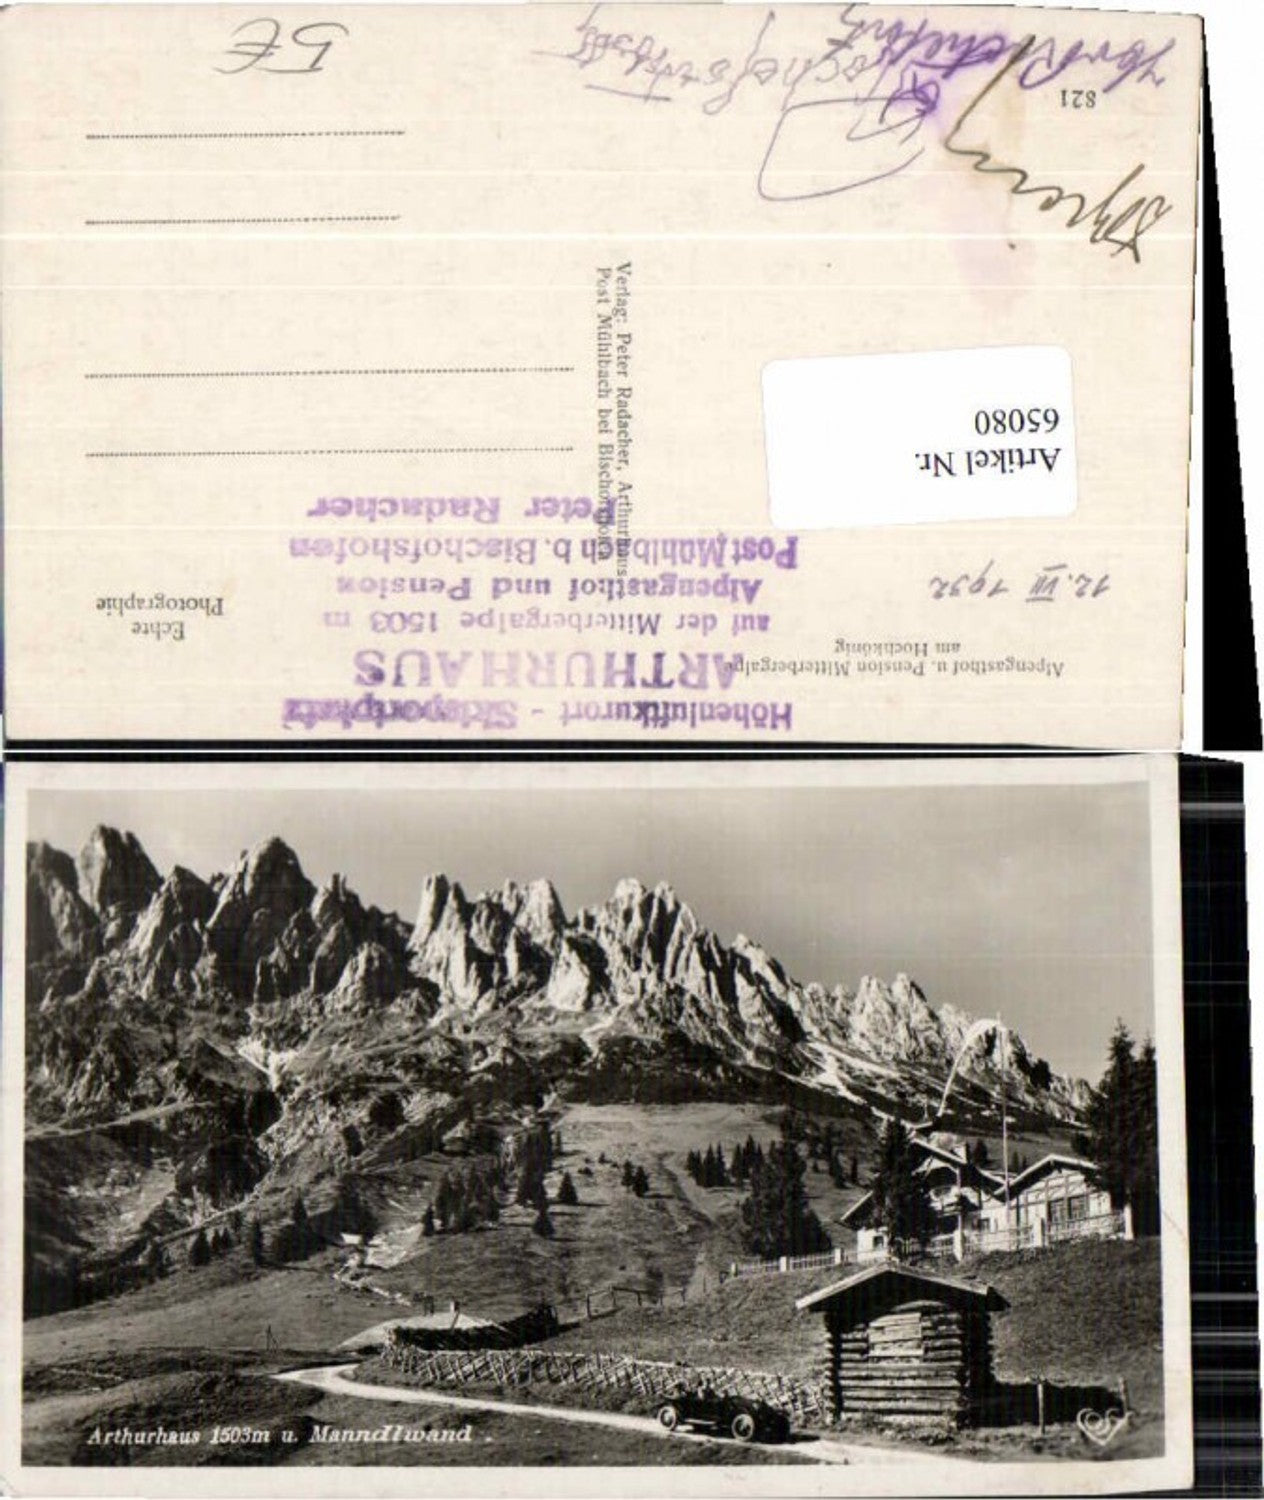 Höhenluftkurort - Skisportplatz
ARTHURHAUS
auf der Mitterbergalpe 1503 m
Alpengasthof und Pension
Post Mühlbach b. Bischofshofen
Peter Radacher
Alpengasthof u. Pension Mitterbergalpe
am Hochkönig
Echte
Photographie
12. VII 1932
Artikel Nr.
65080
Verlag: Peter Radacher, Arthurhaus
Post Mühlbach bei Bischofshofen
821
5€
Arthurhaus 1503m u. Manndlwand.